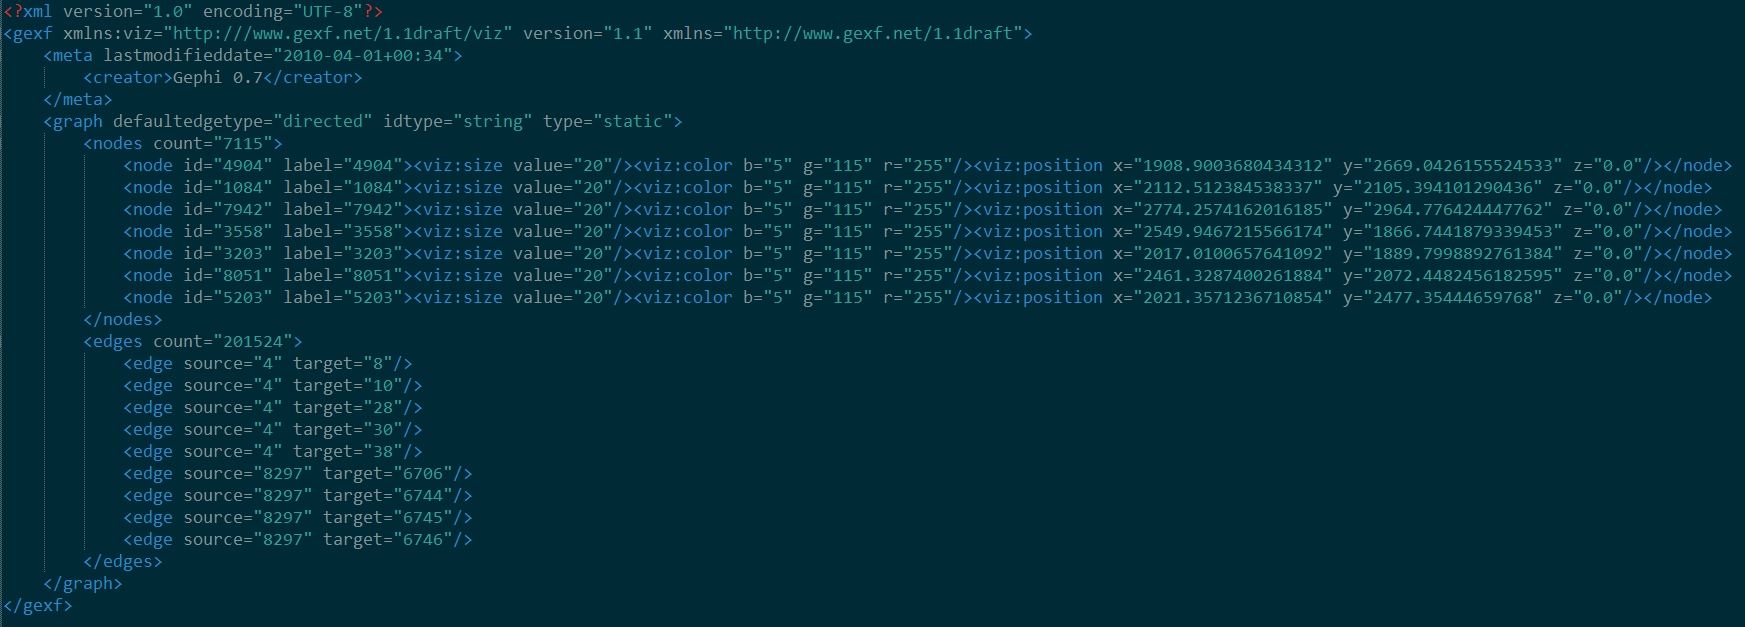 <?xml version="1.0" encoding="UTF-8"?>
<gexf xmlns:viz="http:///www.gexf.net/1.1draft/viz" version="1.1" xmlns="http://www.gexf.net/1.1draft">
<meta lastmodifieddate="2010-04-01+00:34">
<creator>Gephi 0.7</creator>
</meta>
<graph defaultedgetype="directed" idtype="string" type="static">
<nodes count="7115">
<node id="4904" label="4904"><viz:size value="20"/><viz:color b="5" g="115" r="255"/><viz:position x="1908.9003680434312" y="2669.0426155524533" z="0.0"/></node>
<node id="1084" label="1084"><viz:size value="20"/><viz:color b="5" g="115" r="255"/><viz:position x="2112.512384538337" y="2105.394101290436" z="0.0"/></node>
<node id="7942" label="7942"><viz:size value="20"/><viz:color b="5" g="115" r="255"/><viz:position x="2774.2574162016185" y="2964.776424447762" z="0.0"/></node>
<node id="3558" label="3558"><viz:size value="20"/><viz:color b="5" g="115" r="255"/><viz:position x="2549.9467215566174" y="1866.7441879339453" z="0.0"/></node>
<node id="3203" label="3203"><viz:size value="20"/><viz:color b="5" g="115" r="255"/><viz:position x="2017.0100657641092" y="1889.7998892761384" z="0.0"/></node>
<node id="8051" label="8051"><viz:size value="20"/><viz:color b="5" g="115" r="255"/><viz:position x="2461.3287400261884" y="2072.4482456182595" z="0.0"/></node>
<node id="5203" label="5203"><viz:size value="20"/><viz:color b="5" g="115" r="255"/><viz:position x="2021.3571236710854" y="2477.35444659768" z="0.0"/></node>
</nodes>
<edges count="201524">
<edge source="4" target="8"/>
<edge source="4" target="10"/>
<edge source="4" target="28"/>
<edge source="4" target="30"/>
<edge source="4" target="38"/>
<edge source="8297" target="6706"/>
<edge source="8297" target="6744"/>
<edge source="8297" target="6745"/>
<edge source="8297" target="6746"/>
</edges>
</graph>
</gexf>